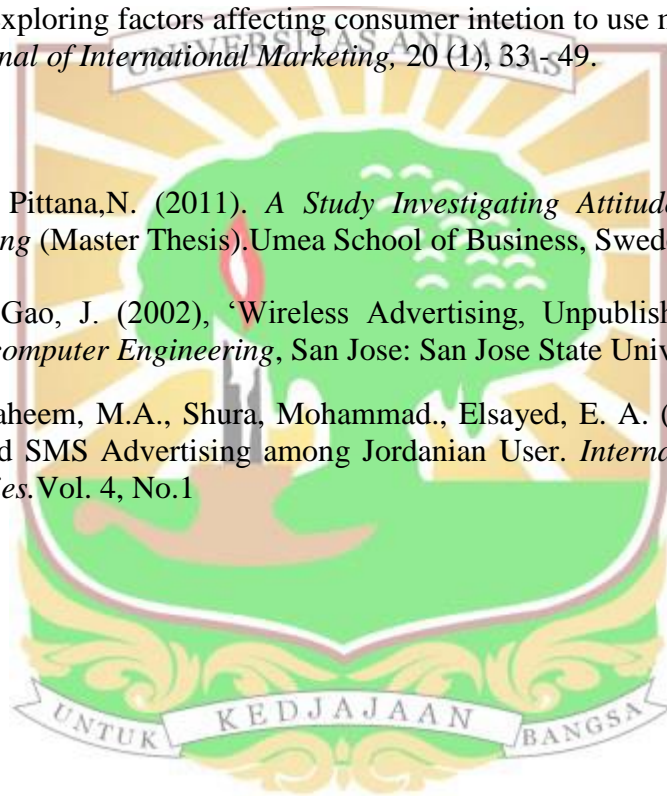 exploring factors affecting consumer intetion to use
nal of International Marketing, 20 (1), 33 - 49.
UNIVERSITAS ANDALAS
Pittana,N. (2011). A Study Investigating Attitud
ng (Master Thesis).Umea School of Business, Swed
Gao, J. (2002), ‘Wireless Advertising, Unpublish
computer Engineering, San Jose: San Jose State Univ
aheem, M.A., Shura, Mohammad., Elsayed, E. A. (
d SMS Advertising among Jordanian User. Interna
ies.Vol. 4, No.1
UNTUK KEDJAJAAN BANGSA